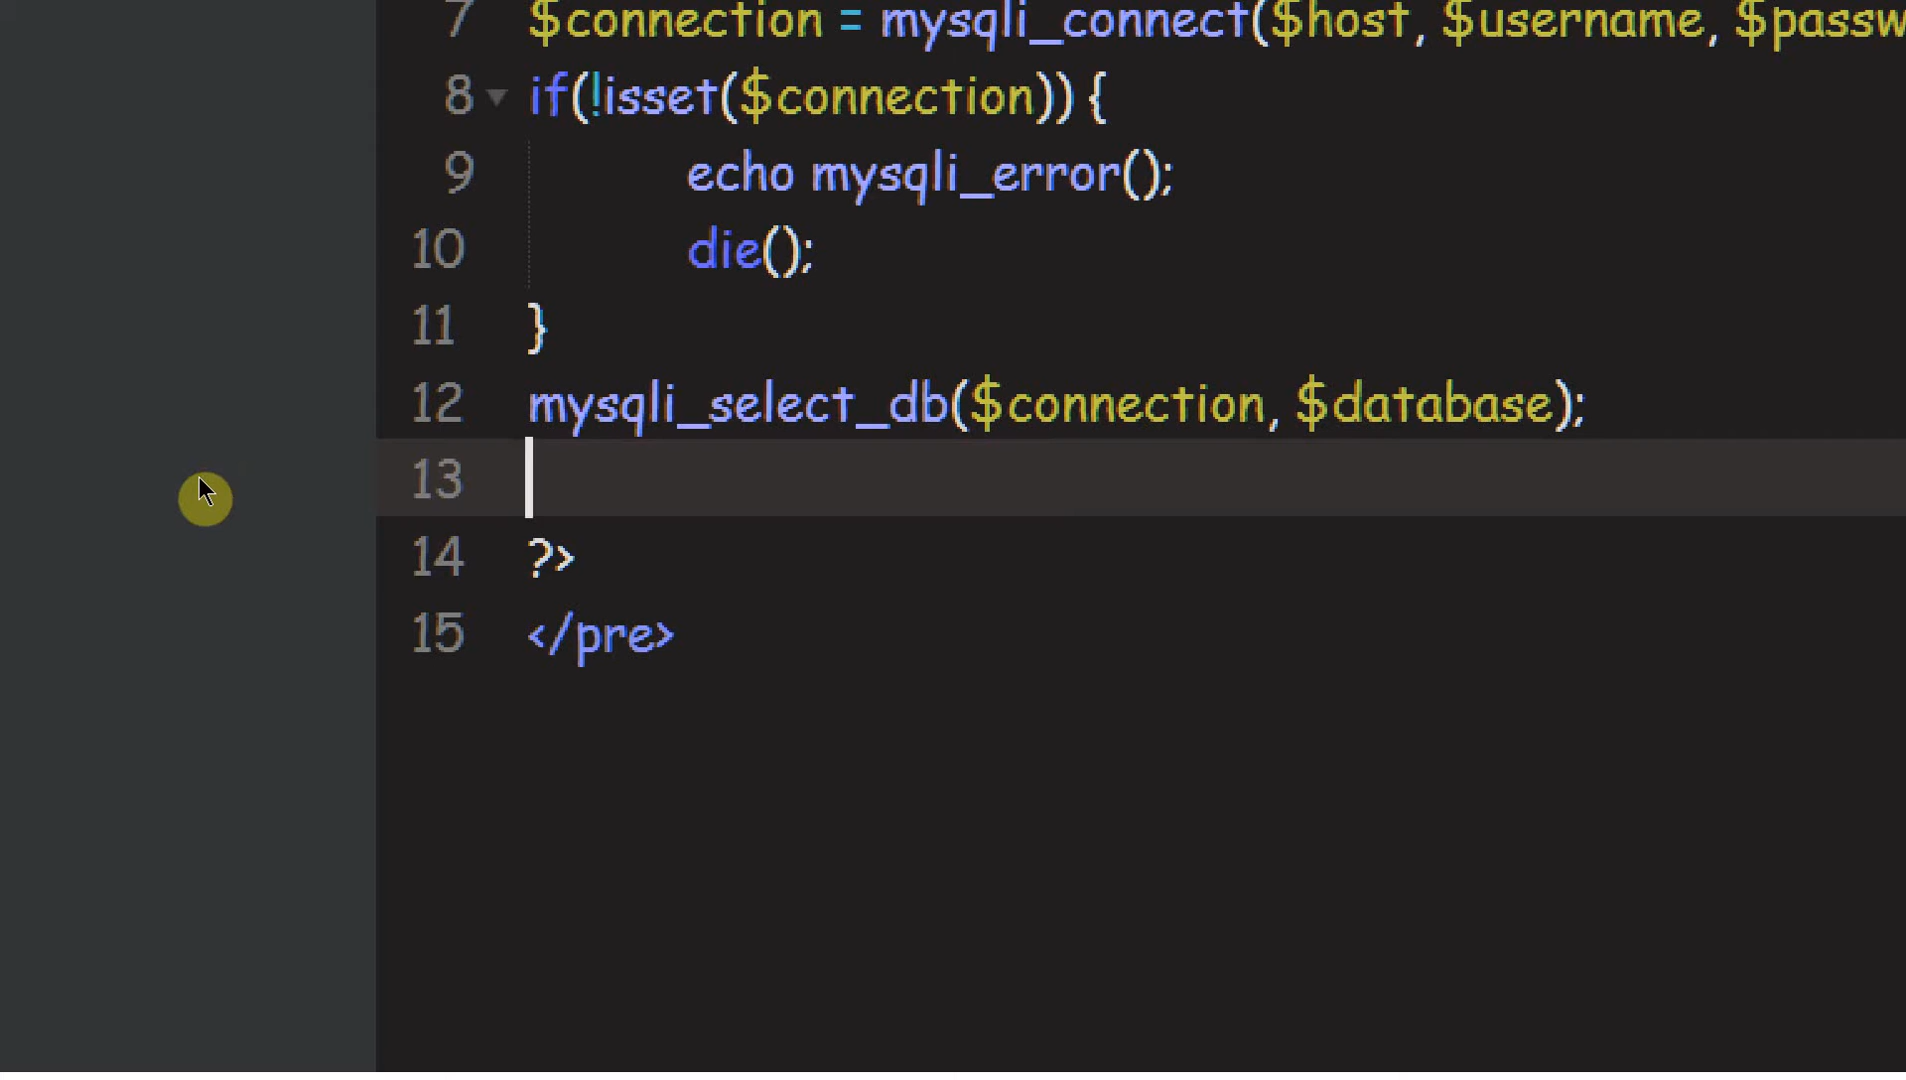 7 $connection = mysqli_connect($host, $username, $passw
8 if(!isset($connection)) {
9 echo mysqli_error();
10 die();
11 }
12 mysqli_select_db($connection, $database);
13
14 ?>
15 </pre>